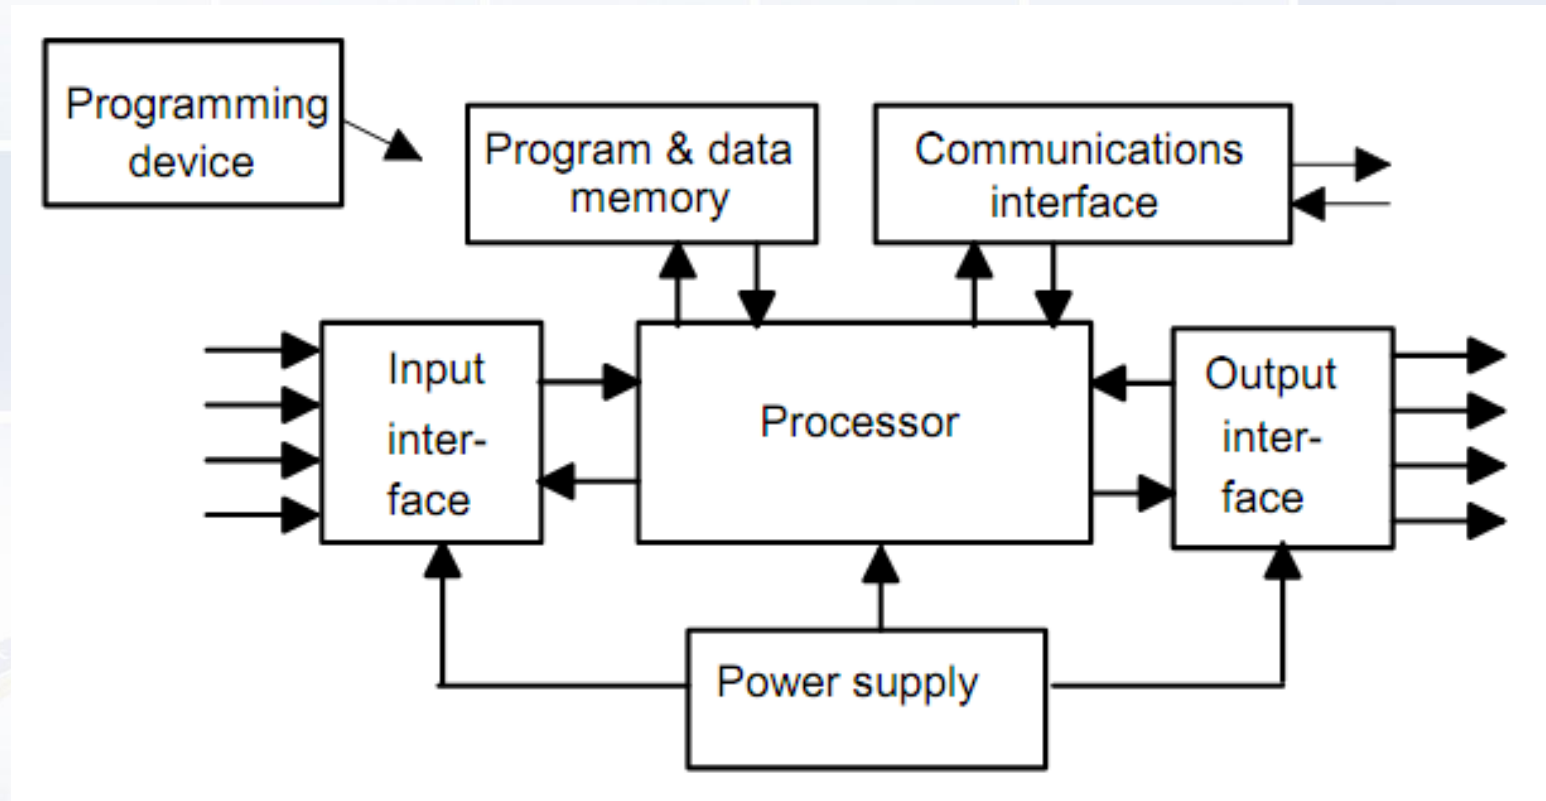 Programming
device
Program & data
memory
Communications
interface
Input
inter-
face
Processor
Output
inter-
face
Power supply